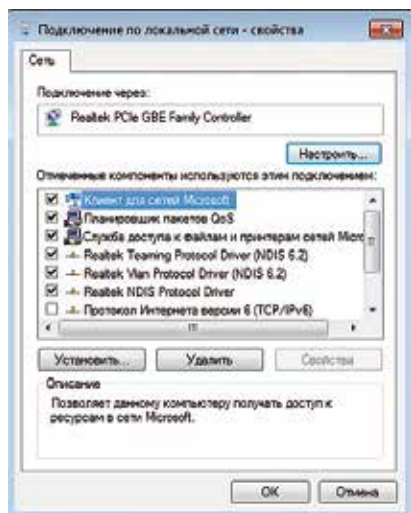 Подключение по локальной сети - свойства
Сеть
Подключение через:
Realtek PCIe GBE Family Controller
Настроить...
Отмеченные компоненты используются этим подключением:
Клиент для сетей Microsoft
Планировщик пакетов QoS
Служба доступа к файлам и принтерам сетей Micro
Realtek Teaming Protocol Driver (NDIS 6.2)
Realtek Vlan Protocol Driver (NDIS 6.2)
Realtek NDIS Protocol Driver
Протокол Интернета версии 6 (TCP/IPv6)
Установить... Удалить Свойства
Описание
Позволяет данному компьютеру получать доступ к
ресурсам в сети Microsoft.
OK Отмена